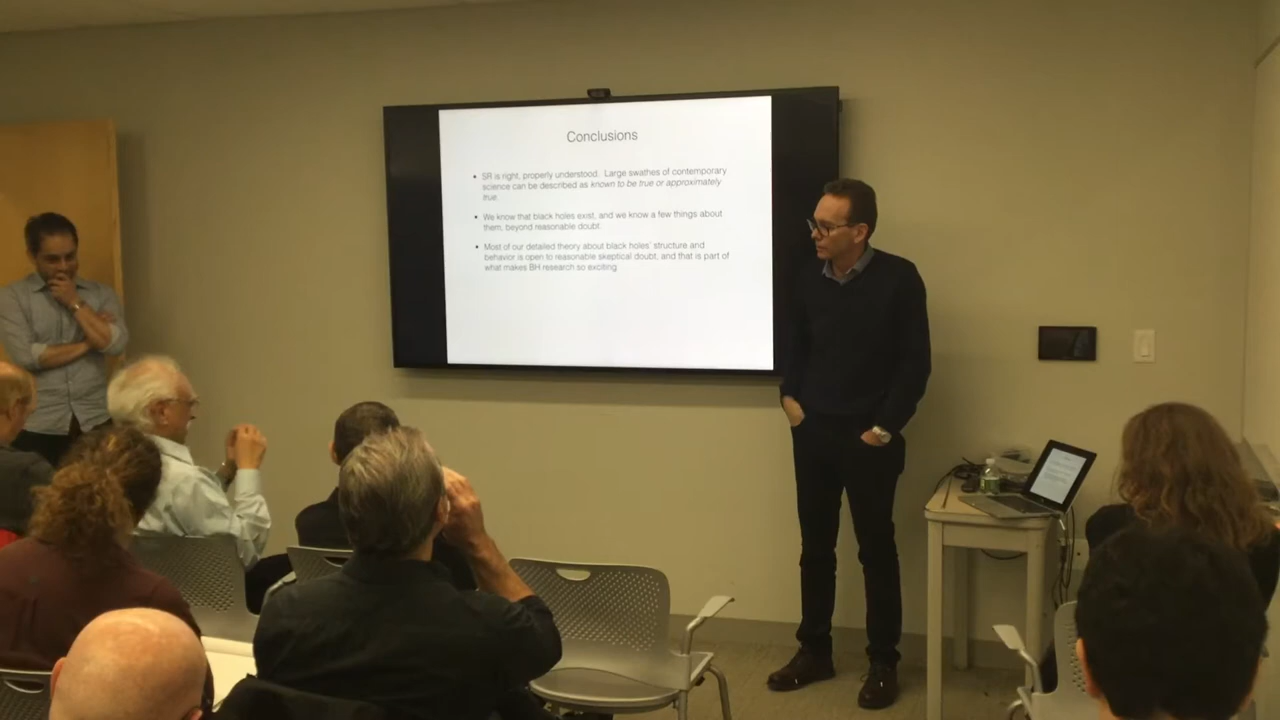 Conclusions
• SR is right, properly understood. Large swathes of contemporary
science can be described as known to be true or approximately
true.
• We know that black holes exist, and we know a few things about
them, beyond reasonable doubt.
• Most of our detailed theory about black holes' structure and
behavior is open to reasonable skeptical doubt, and that is part of
what makes BH research so exciting.